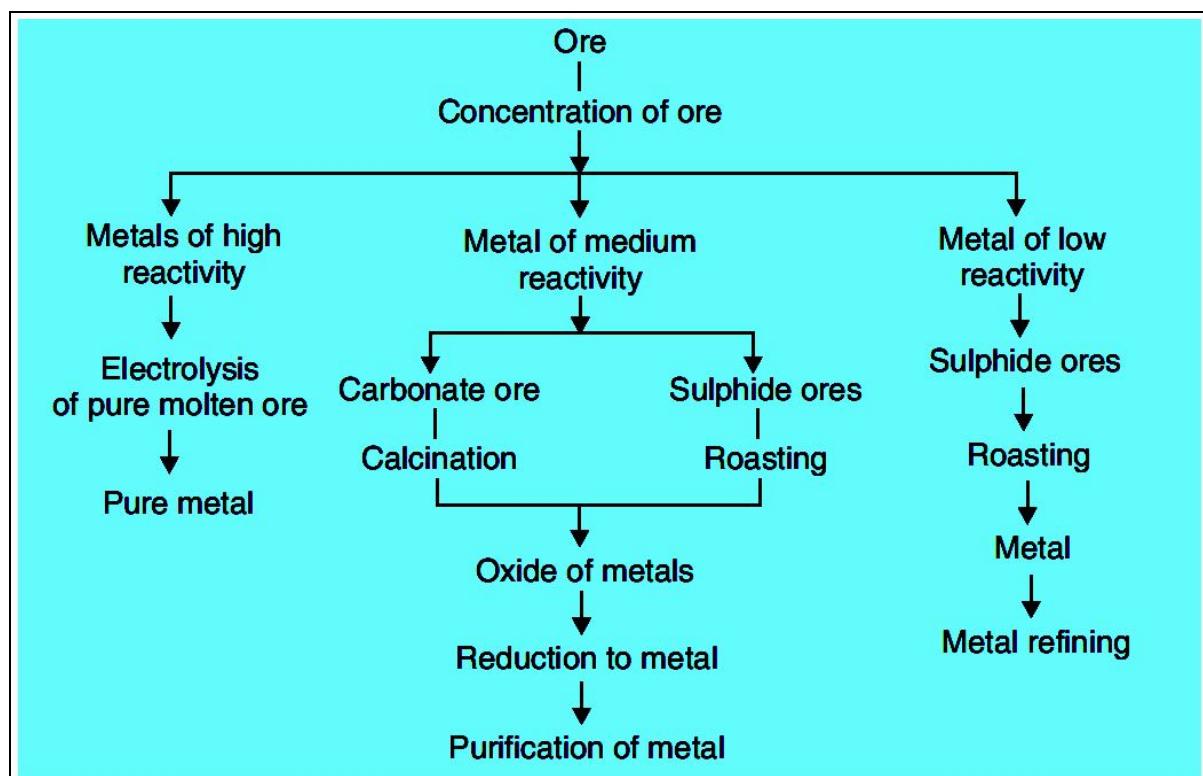 Ore
Concentration of ore
Metals of high
reactivity
Metal of medium
reactivity
Metal of low
reactivity
Electrolysis
of pure molten ore
Pure metal
Carbonate ore
Calcination
Sulphide ores
Roasting
Oxide of metals
Reduction to metal
Purification of metal
Sulphide ores
Roasting
Metal
Metal refining